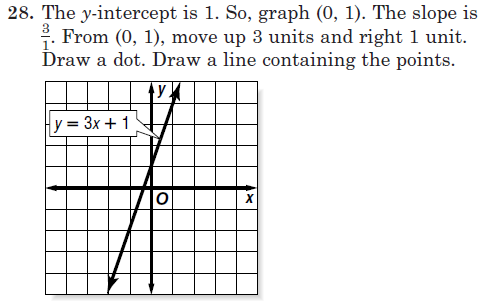 28. The y-intercept is 1. So, graph (0, 1). The slope is
3/1. From (0, 1), move up 3 units and right 1 unit.
Draw a dot. Draw a line containing the points.
y
y = 3x + 1
O
x